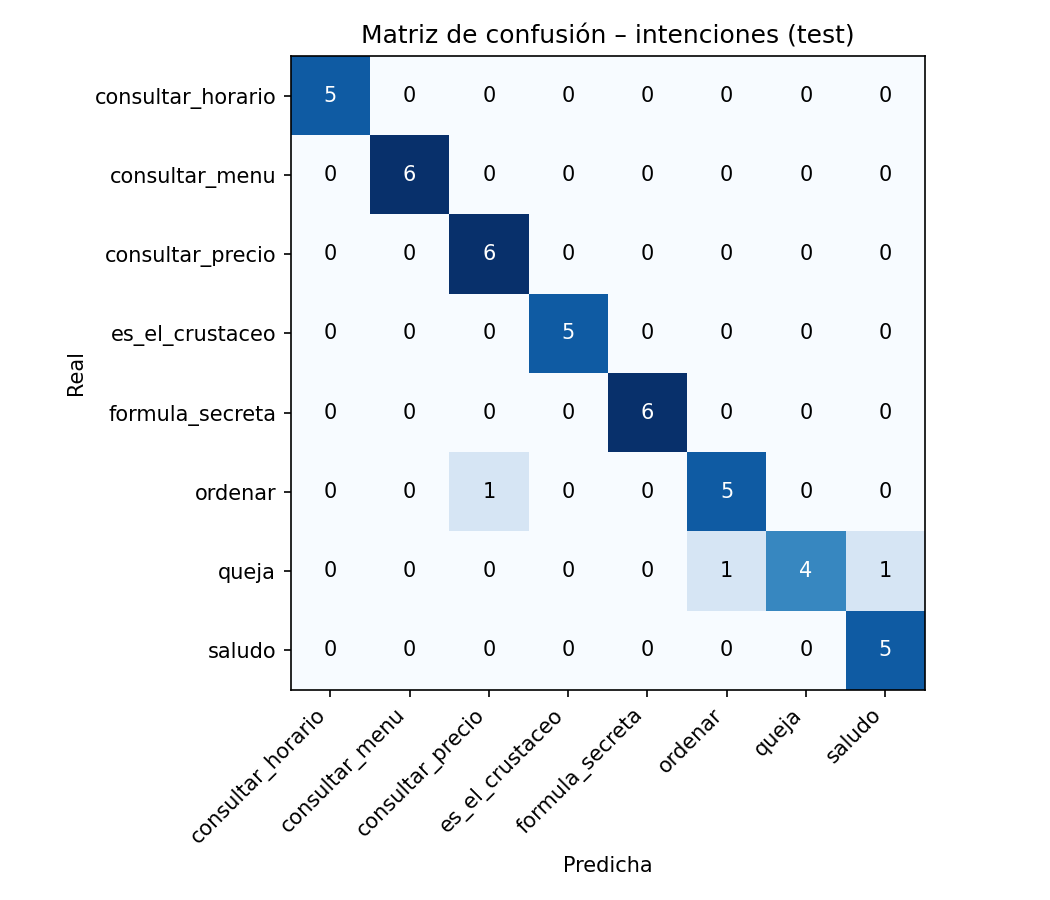 Matriz de confusión – intenciones (test)
Real
consultar_horario 5 0 0 0 0 0 0 0
consultar_menu 0 6 0 0 0 0 0 0
consultar_precio 0 0 6 0 0 0 0 0
es_el_crustaceo 0 0 0 5 0 0 0 0
formula_secreta 0 0 0 0 6 0 0 0
ordenar 0 0 1 0 0 5 0 0
queja 0 0 0 0 0 1 4 1
saludo 0 0 0 0 0 0 0 5
consultar_horario
consultar_menu
consultar_precio
es_el_crustaceo
formula_secreta
ordenar
queja
saludo
Predicha